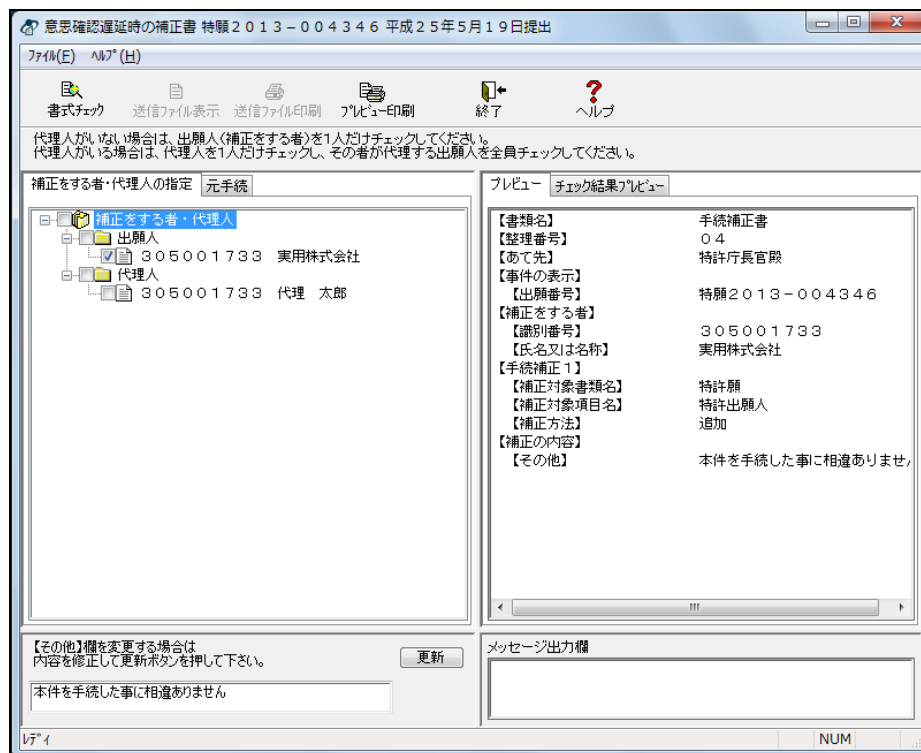 意思確認遅延時の補正書 特願２０１３－００４３４６ 平成２５年５月１９日提出
ﾌｧｲﾙ(F) ﾍﾙﾌﾟ(H)
書式ﾁｪｯｸ 送信ﾌｧｲﾙ表示 送信ﾌｧｲﾙ印刷 ﾌﾟﾚﾋﾞｭｰ印刷 終了 ヘルプ
代理人がいない場合は、出願人(補正をする者)を1人だけチェックしてください。
代理人がいる場合は、代理人を1人だけチェックし、その者が代理する出願人を全員チェックしてください。
補正をする者・代理人の指定 元手続
補正をする者・代理人
出願人
３０５００１７３３ 実用株式会社
代理人
３０５００１７３３ 代理 太郎
プレビュー チェック結果プレビュー
【書類名】 手続補正書
【整理番号】 ０４
【あて先】 特許庁長官殿
【事件の表示】
【出願番号】 特願２０１３－００４３４６
【補正をする者】
【識別番号】 ３０５００１７３３
【氏名又は名称】 実用株式会社
【手続補正１】
【補正対象書類名】 特許願
【補正対象項目名】 特許出願人
【補正方法】 追加
【補正の内容】
【その他】 本件を手続した事に相違ありませ
【その他】欄を変更する場合は
内容を修正して更新ボタンを押して下さい。
更新
本件を手続した事に相違ありません
メッセージ出力欄
ﾚﾃﾞｨ NUM